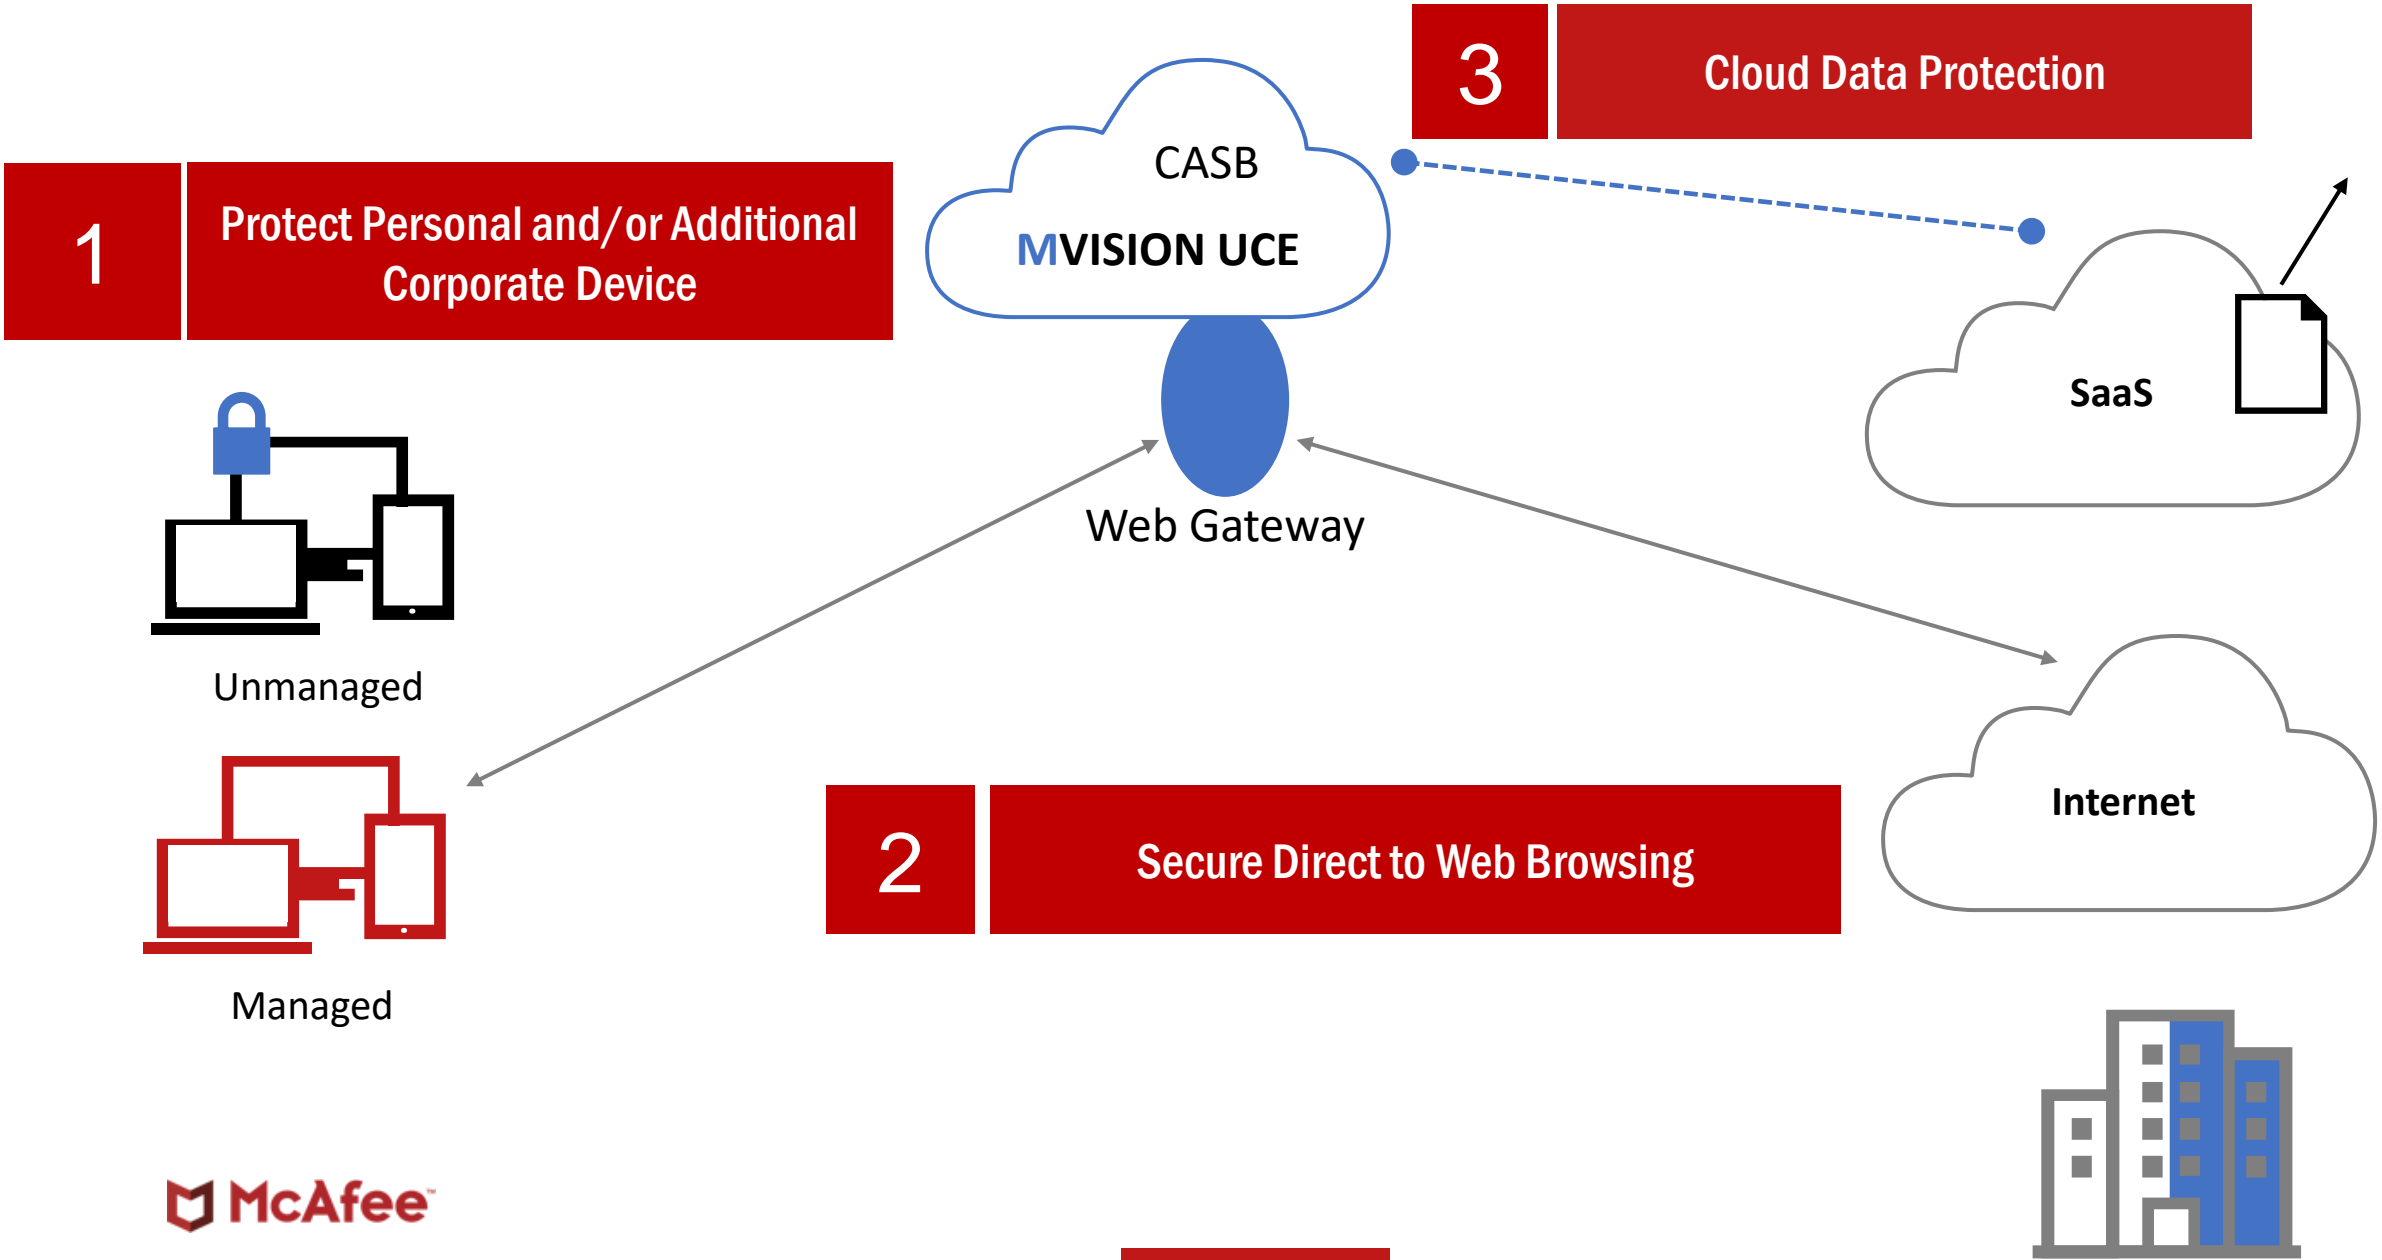 3
Cloud Data Protection
CASB
MVISION UCE
1
Protect Personal and/or Additional
Corporate Device
SaaS
Web Gateway
Unmanaged
Internet
2
Secure Direct to Web Browsing
Managed
McAfee™